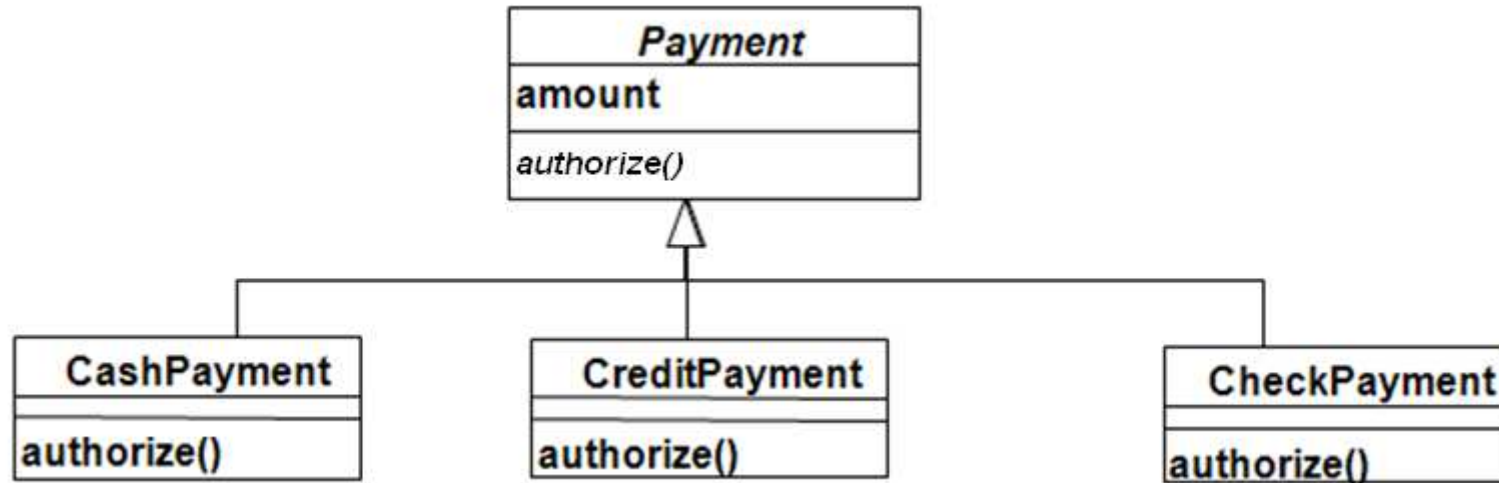 Payment
amount
authorize()
CashPayment
authorize()
CreditPayment
authorize()
CheckPayment
authorize()